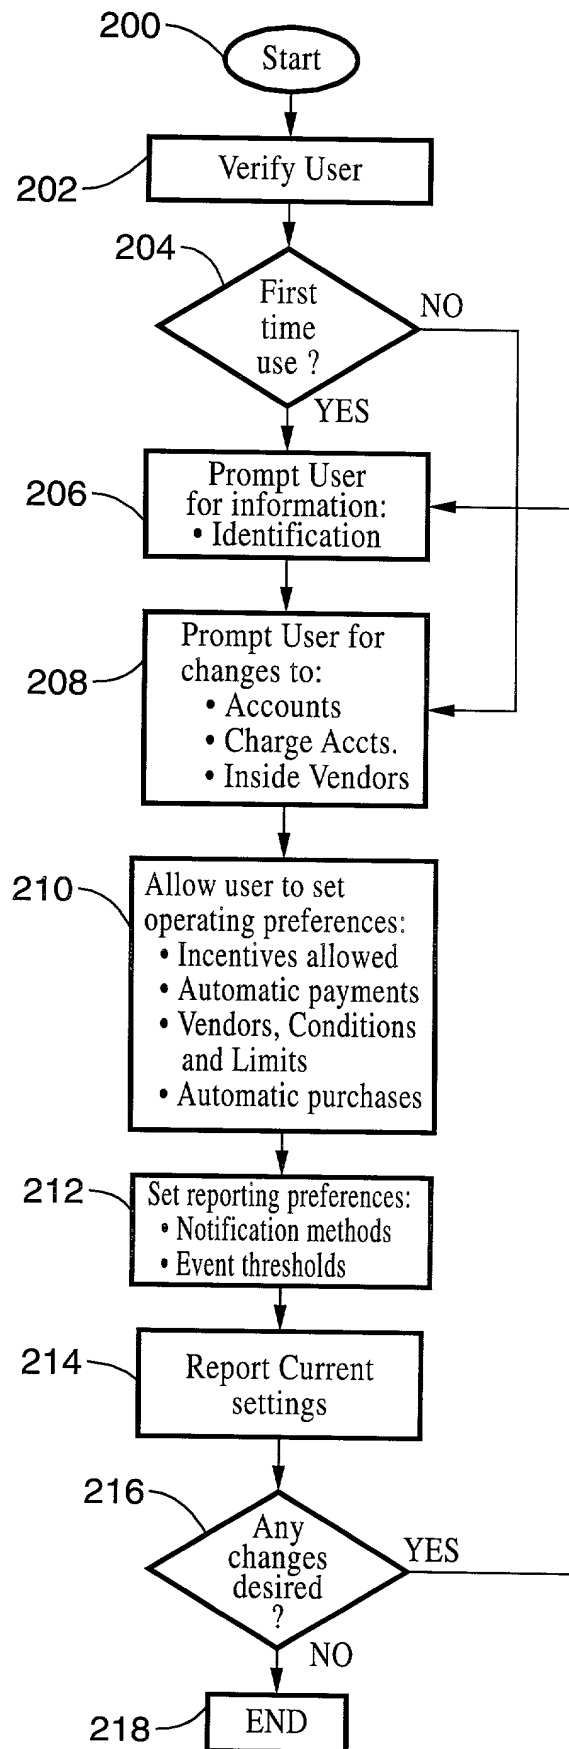 200
Start
202
Verify User
204
First
time
use ?
NO
YES
206
Prompt User
for information:
• Identification
208
Prompt User for
changes to:
• Accounts
• Charge Accts.
• Inside Vendors
210
Allow user to set
operating preferences:
• Incentives allowed
• Automatic payments
• Vendors, Conditions
and Limits
• Automatic purchases
212
Set reporting preferences:
• Notification methods
• Event thresholds
214
Report Current
settings
216
Any
changes
desired
?
YES
NO
218
END